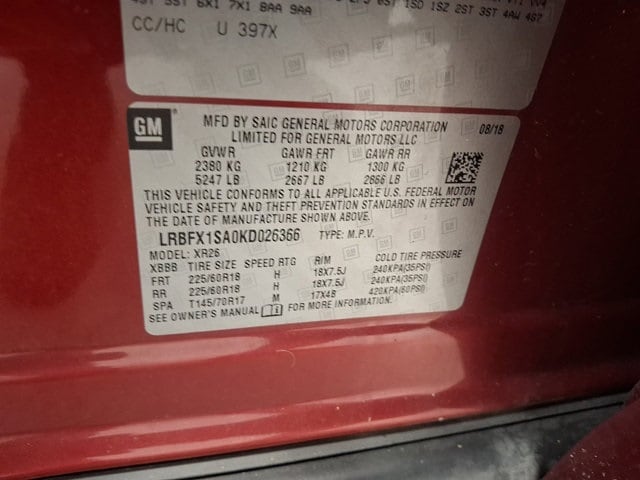 CC/HC U 397X
GM
MFD BY SAIC GENERAL MOTORS CORPORATION 08/18
LIMITED FOR GENERAL MOTORS LLC
GVWR GAWR FRT GAWR RR
2380 KG 1210 KG 1300 KG
5247 LB 2667 LB 2866 LB
THIS VEHICLE CONFORMS TO ALL APPLICABLE U.S. FEDERAL MOTOR
VEHICLE SAFETY AND THEFT PREVENTION STANDARDS IN EFFECT ON
THE DATE OF MANUFACTURE SHOWN ABOVE.
LRBFX1SA0KD026366 TYPE: M.P.V.
MODEL: XR26
XBBB TIRE SIZE SPEED RTG RIM COLD TIRE PRESSURE
FRT 225/60R18 H 18X7.5J 240KPA(35PSI)
RR 225/60R18 H 18X7.5J 240KPA(35PSI)
SPA T145/70R17 M 17X4B 420KPA(60PSI)
SEE OWNER'S MANUAL FOR MORE INFORMATION.